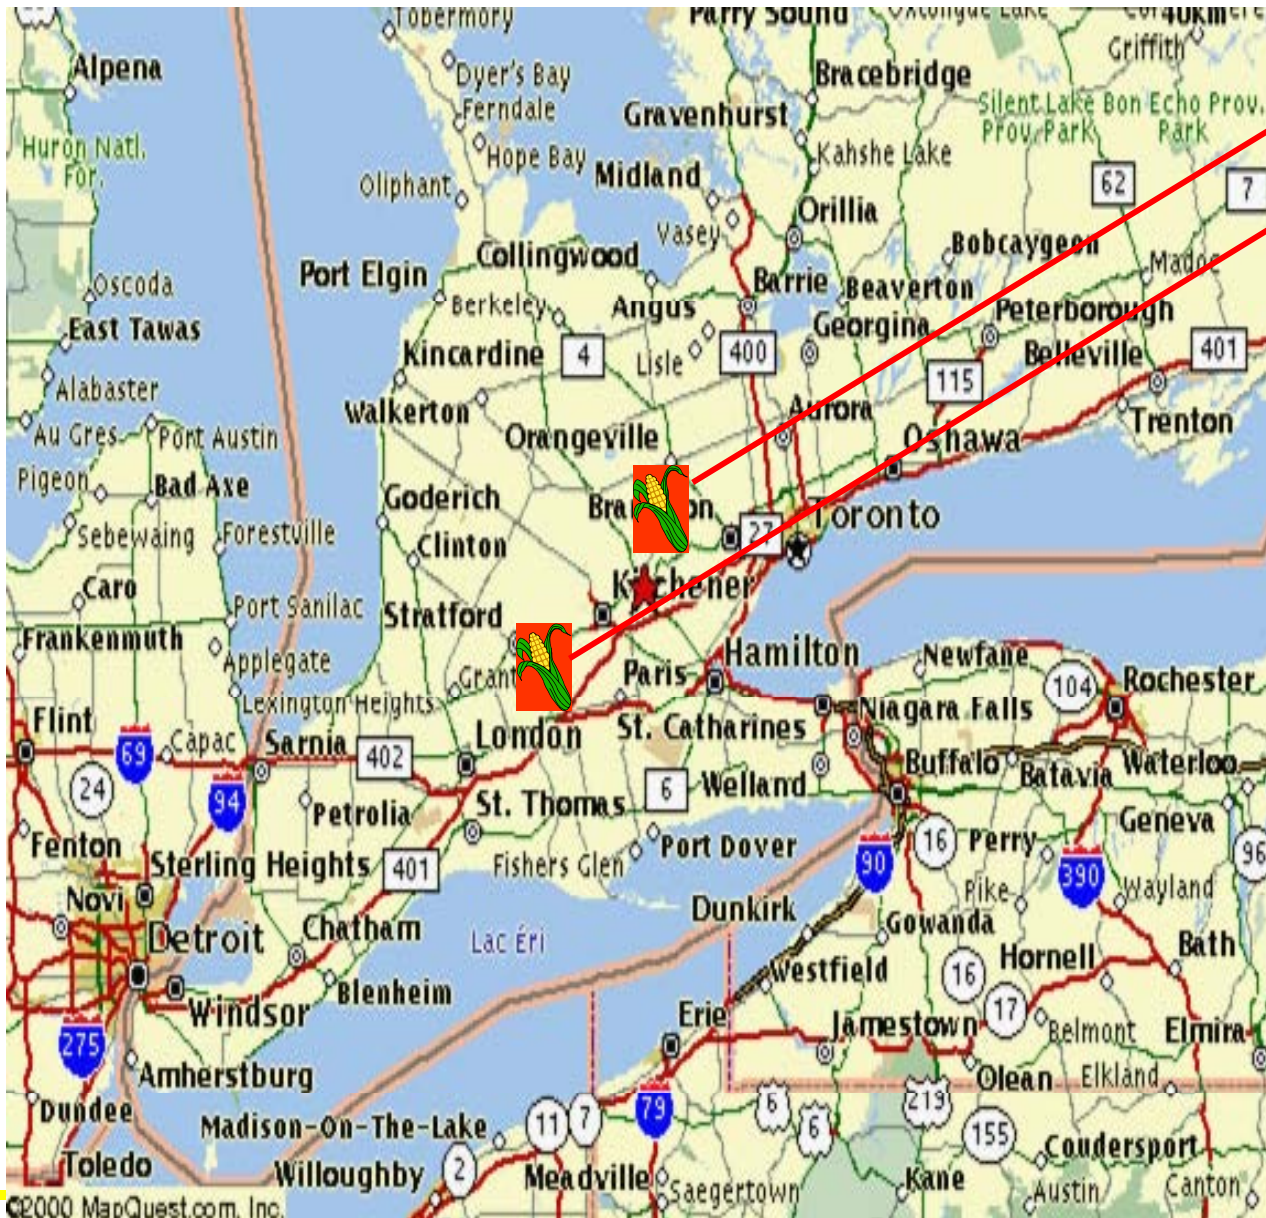 Tobermory
Parry Sound
40km
Griffith
Alpena
Dyer's Bay
Bracebridge
Ferndale
Gravenhurst
Silent Lake
Prov. Park
Bon Echo Prov.
Park
Huron Natl.
For.
Hope Bay
Kahshe Lake
Oliphant
Midland
62
7
Vasey
Orillia
Collingwood
Bobcaygeon
Port Elgin
Madoc
Oscoda
Berkeley
Angus
Barrie
Beaverton
Peterborough
East Tawas
Georgina
Kincardine
4
Lisle
400
Belleville
401
Alabaster
115
Walkerton
Aurora
Trenton
Au Gres
Port Austin
Orangeville
Oshawa
Pigeon
Bad Axe
Goderich
Toronto
Sebewaing
Forestville
Clinton
27
Caro
Kitchener
Port Sanilac
Stratford
Frankenmuth
Applegate
Paris
Hamilton
Newfane
104
Rochester
Lexington Heights
Flint
69
Capac
Sarnia
402
London
St. Catharines
Niagara Falls
24
94
Petrolia
St. Thomas
6
Welland
Buffalo
Batavia
Waterloo
Fenton
Sterling Heights
401
Fishers Glen
Port Dover
90
16
Perry
Geneva
96
Novi
390
Pike
Wayland
Detroit
Chatham
Lac Éri
Dunkirk
Gowanda
Bath
Windsor
Blenheim
Westfield
16
Hornell
17
275
Erie
Jamestown
Belmont
Elmira
Amherstburg
Olean
Elkland
Dundee
Madison-On-The-Lake
11
7
79
6
6
219
155
Coudersport
Toledo
Willoughby
2
Meadville
Saegertown
Kane
Austin
Canton
©2000 MapQuest.com, Inc.